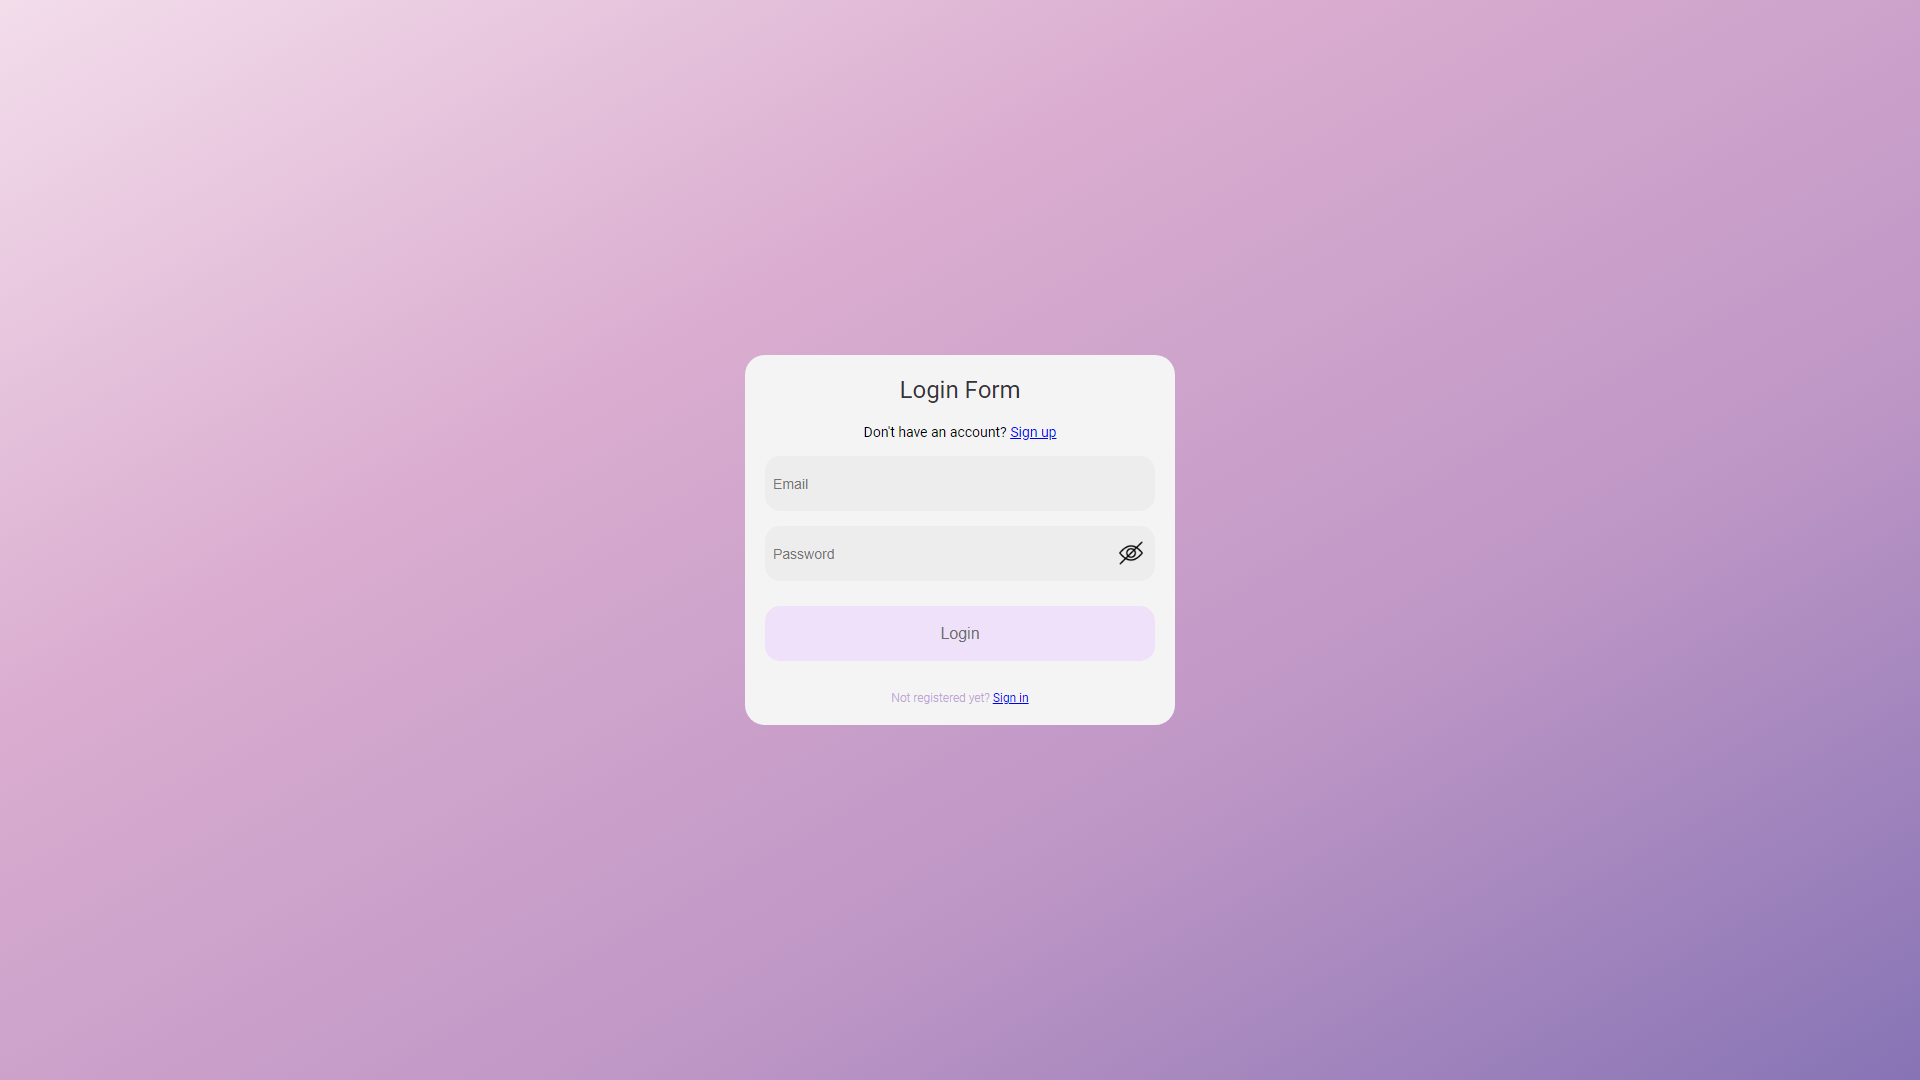 Login Form
Don't have an account? Sign up
Email
Password
Login
Not registered yet? Sign in